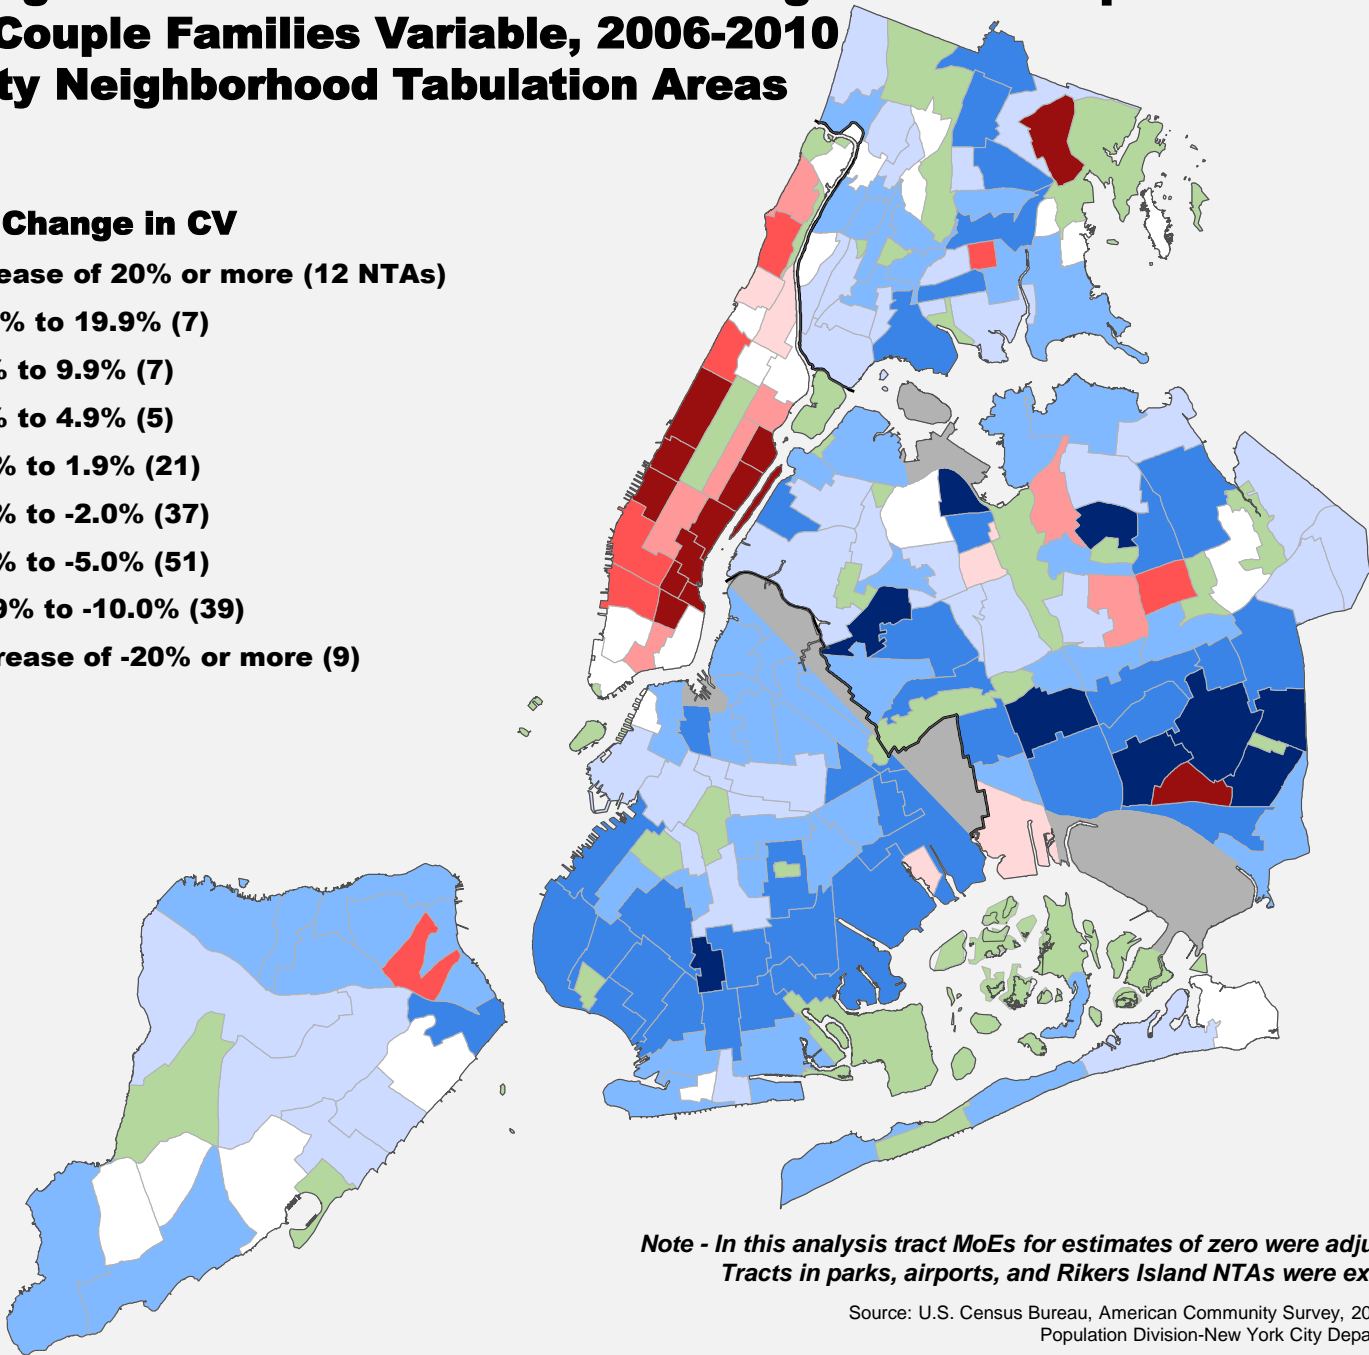 Couple Families Variable, 2006-2010
ty Neighborhood Tabulation Areas
Change in CV
ease of 20% or more (12 NTAs)
% to 19.9% (7)
% to 9.9% (7)
% to 4.9% (5)
% to 1.9% (21)
% to -2.0% (37)
% to -5.0% (51)
9% to -10.0% (39)
rease of -20% or more (9)
Note - In this analysis tract MoEs for estimates of zero were adju
Tracts in parks, airports, and Rikers Island NTAs were ex
Source: U.S. Census Bureau, American Community Survey, 20
Population Division-New York City Depa